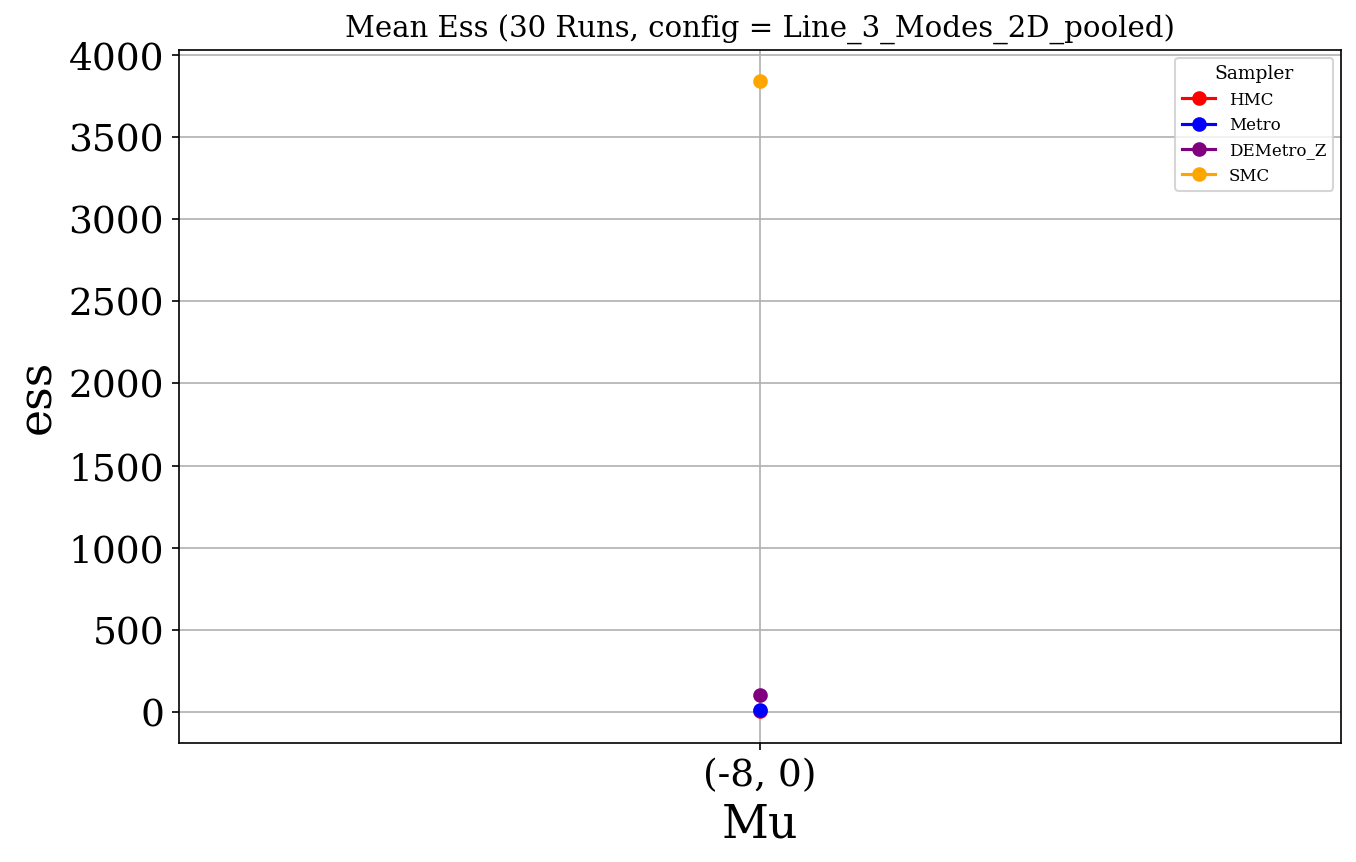 Mean Ess (30 Runs, config = Line_3_Modes_2D_pooled)
4000
3500
3000
2500
2000
1500
1000
500
0
ess
Sampler
HMC
Metro
DEMetro_Z
SMC
(-8, 0)
Mu